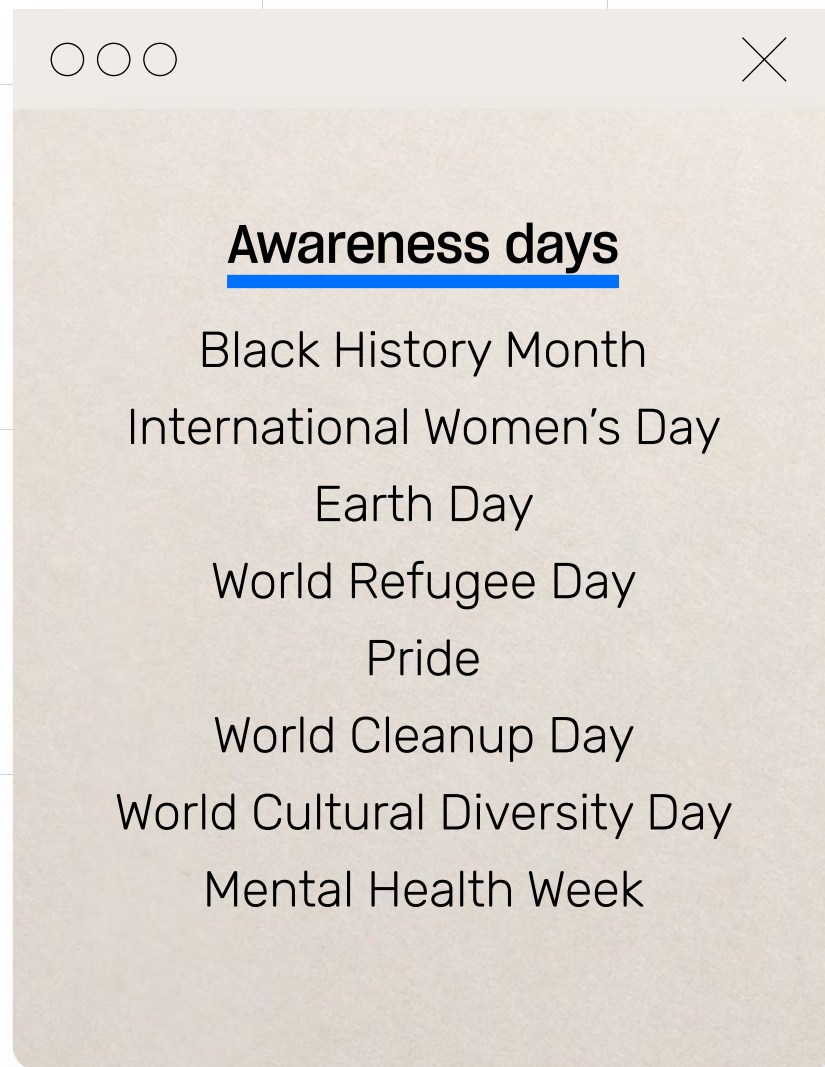 Awareness days
Black History Month
International Women’s Day
Earth Day
World Refugee Day
Pride
World Cleanup Day
World Cultural Diversity Day
Mental Health Week